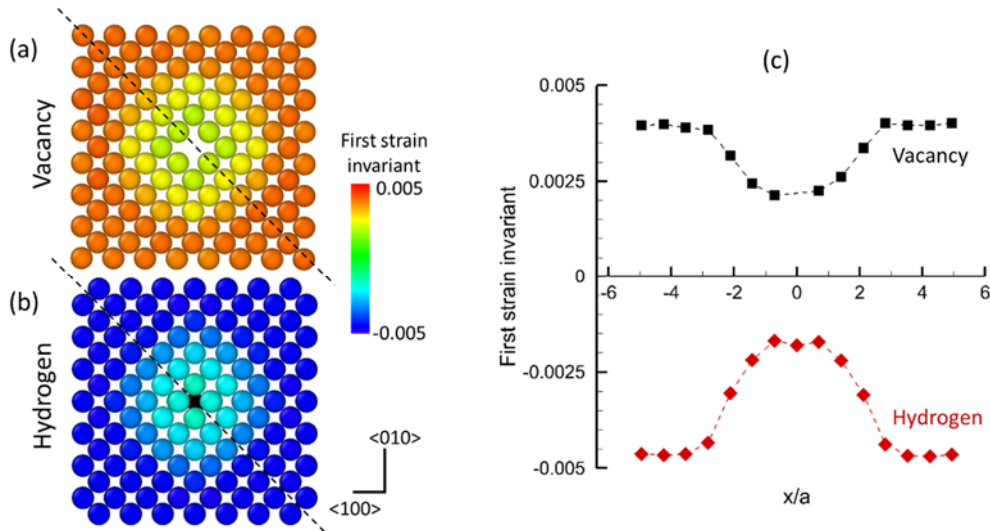 (a)
Vacancy
First strain
invariant
0.005
-0.005
(b)
Hydrogen
<010>
<100>
(c)
First strain invariant
0.005
0.0025
0
-0.0025
-0.005
-6 -4 -2 0 2 4 6
Vacancy
Hydrogen
x/a